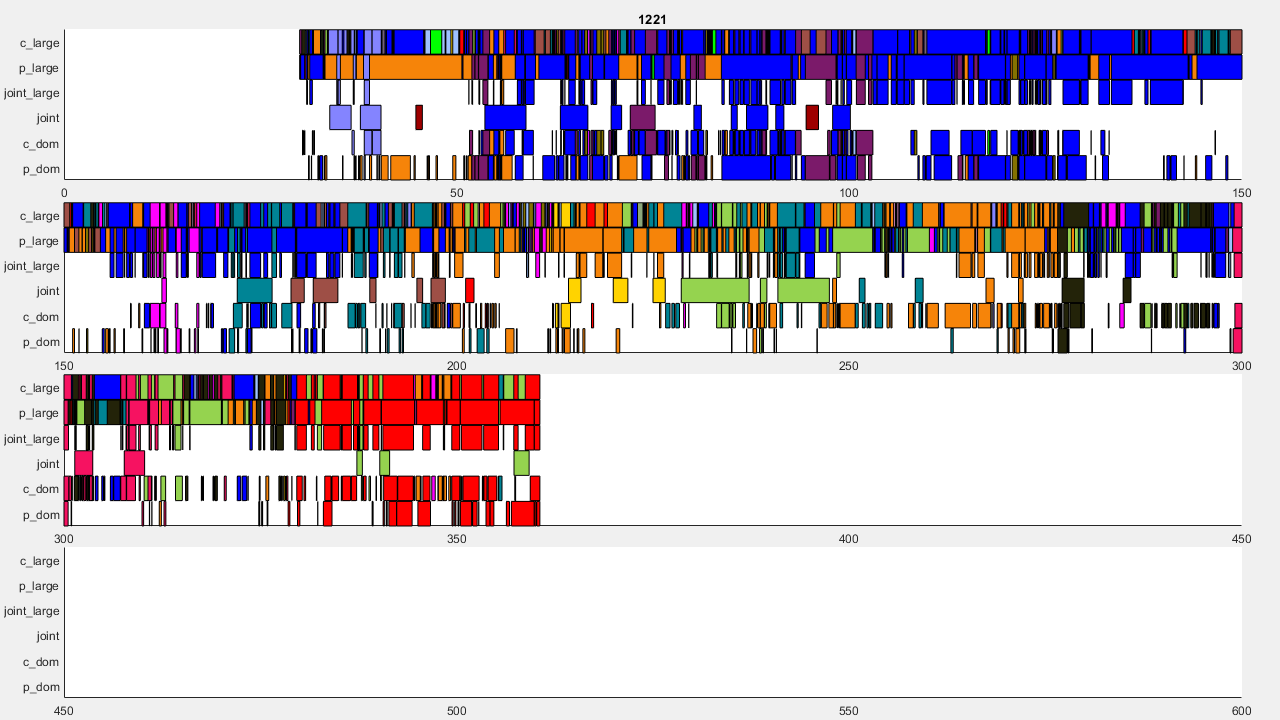 1221
c_large
p_large
joint_large
joint
c_dom
p_dom
0 50 100 150
c_large
p_large
joint_large
joint
c_dom
p_dom
150 200 250 300
c_large
p_large
joint_large
joint
c_dom
p_dom
300 350 400 450
c_large
p_large
joint_large
joint
c_dom
p_dom
450 500 550 600